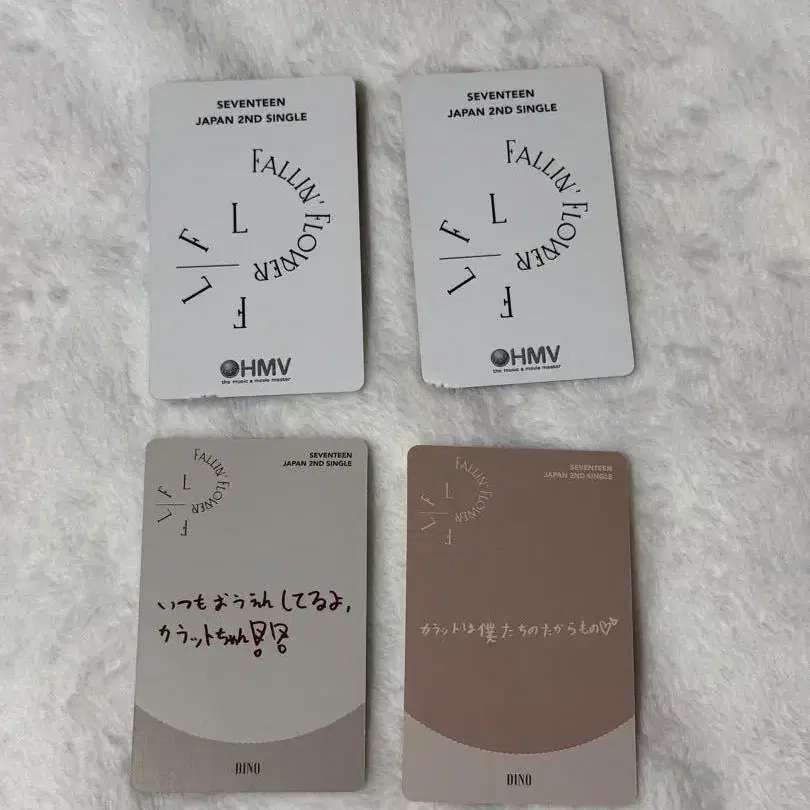 SEVENTEEN
JAPAN 2ND SINGLE
FALLIN' FLOWER
F L
L F
HMV
the music & movie master
SEVENTEEN
JAPAN 2ND SINGLE
FALLIN' FLOWER
F L
L F
HMV
the music & movie master
FALLIN' FLOWER
F L
L F
SEVENTEEN
JAPAN 2ND SINGLE
いつもおうえんしてるよ,
カラットちゃん!!
DINO
FALLIN' FLOWER
F L
L F
SEVENTEEN
JAPAN 2ND SINGLE
カラットは僕たちのたからもの♡
DINO